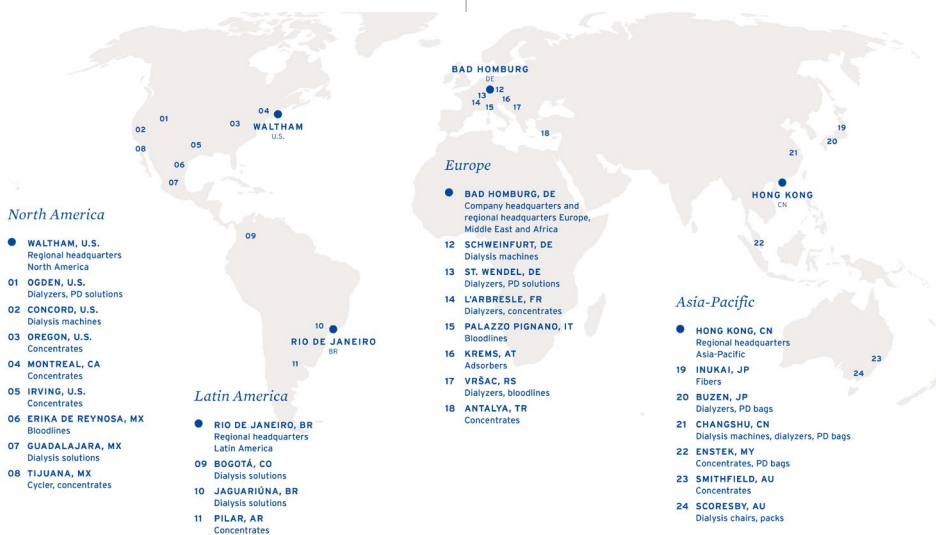 BAD HOMBURG
DE
12
13
16
14
15
17
18
04
01
WALTHAM
U.S.
03
02
05
08
06
07
19
20
21
HONG KONG
CN
22
09
10
RIO DE JANEIRO
BR
11
23
24
North America
WALTHAM, U.S.
Regional headquarters
North America
01 OGDEN, U.S.
Dialyzers, PD solutions
02 CONCORD, U.S.
Dialysis machines
03 OREGON, U.S.
Concentrates
04 MONTREAL, CA
Concentrates
05 IRVING, U.S.
Concentrates
06 ERIKA DE REYNOSA, MX
Bloodlines
07 GUADALAJARA, MX
Dialysis solutions
08 TIJUANA, MX
Cycler, concentrates
Latin America
RIO DE JANEIRO, BR
Regional headquarters
Latin America
09 BOGOTÁ, CO
Dialysis solutions
10 JAGUARIÚNA, BR
Dialysis solutions
11 PILAR, AR
Concentrates
Europe
BAD HOMBURG, DE
Company headquarters and
regional headquarters Europe,
Middle East and Africa
12 SCHWEINFURT, DE
Dialysis machines
13 ST. WENDEL, DE
Dialyzers, PD solutions
14 L'ARBRESLE, FR
Dialyzers, concentrates
15 PALAZZO PIGNANO, IT
Bloodlines
16 KREMS, AT
Adsorbers
17 VRŠAC, RS
Dialyzers, bloodlines
18 ANTALYA, TR
Concentrates
Asia-Pacific
HONG KONG, CN
Regional headquarters
Asia-Pacific
19 INUKAI, JP
Fibers
20 BUZEN, JP
Dialyzers, PD bags
21 CHANGSHU, CN
Dialysis machines, dialyzers, PD bags
22 ENSTEK, MY
Concentrates, PD bags
23 SMITHFIELD, AU
Concentrates
24 SCORESBY, AU
Dialysis chairs, packs